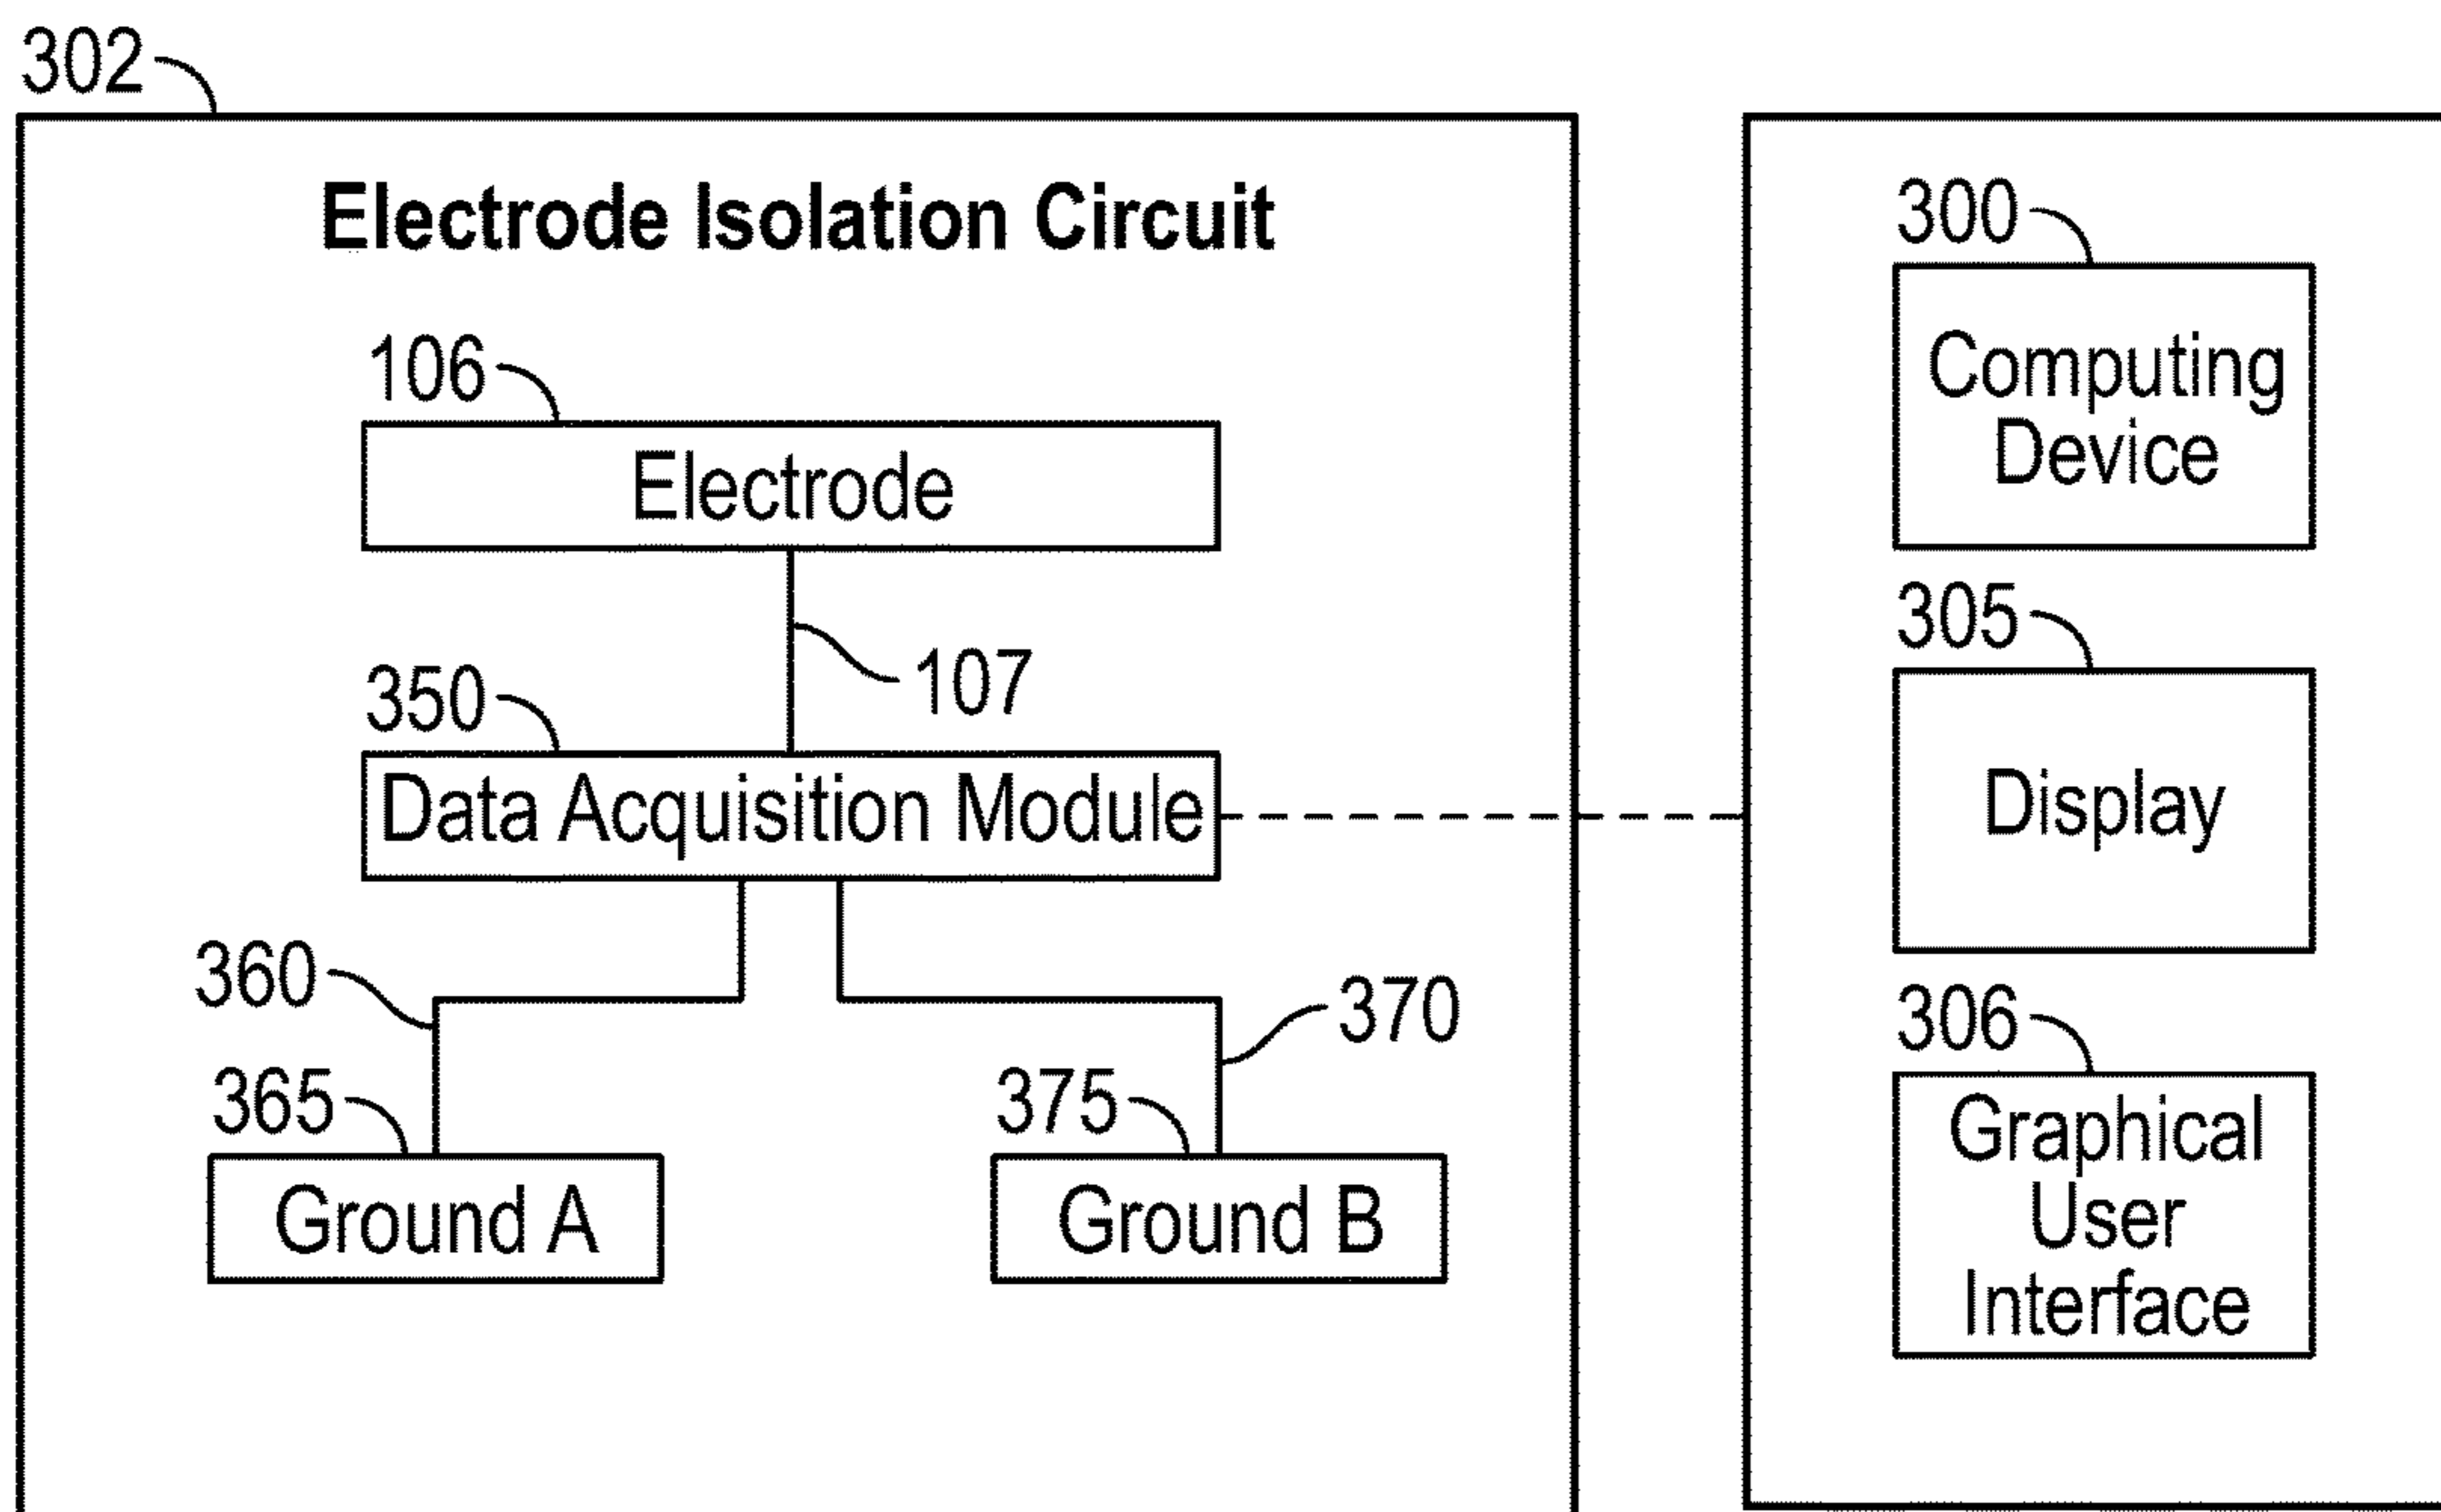 302
Electrode Isolation Circuit
106
Electrode
107
350
Data Acquisition Module
360
370
365
375
Ground A
Ground B
300
Computing
Device
305
Display
306
Graphical
User
Interface